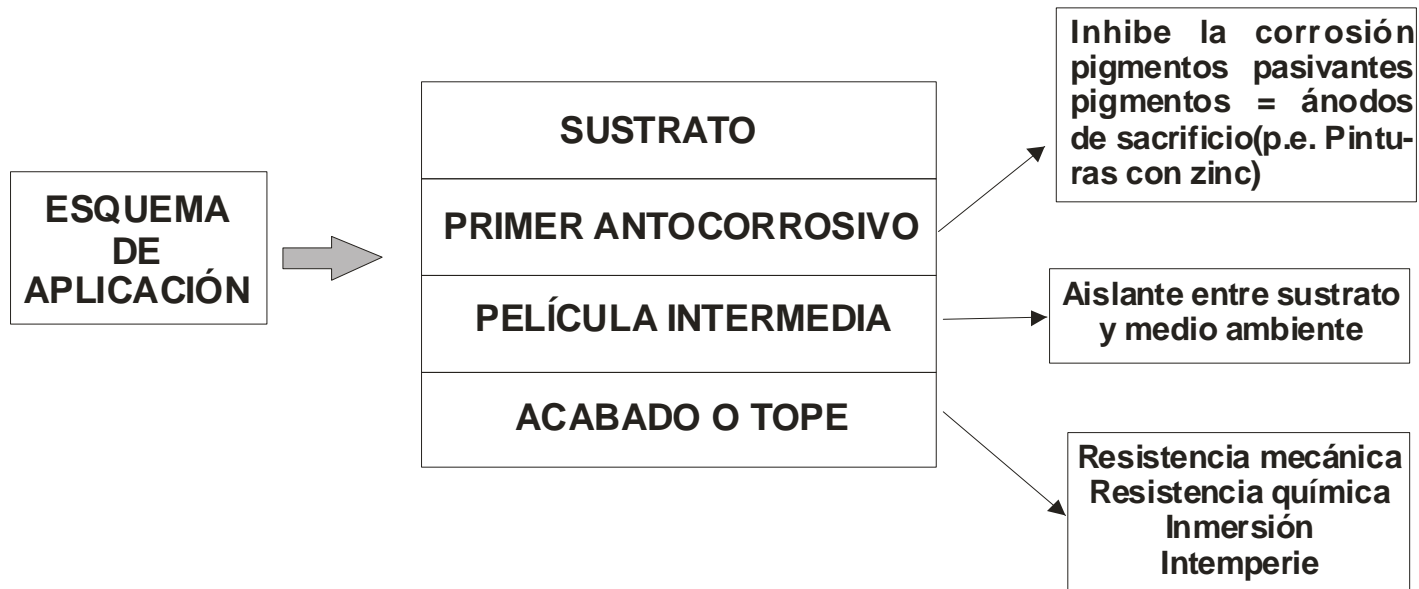 ESQUEMA
DE
APLICACIÓN
SUSTRATO
PRIMER ANTOCORROSIVO
PELÍCULA INTERMEDIA
ACABADO O TOPE
Inhibe la corrosión
pigmentos pasivantes
pigmentos = ánodos
de sacrificio(p.e. Pintu-
ras con zinc)
Aislante entre sustrato
y medio ambiente
Resistencia mecánica
Resistencia química
Inmersión
Intemperie